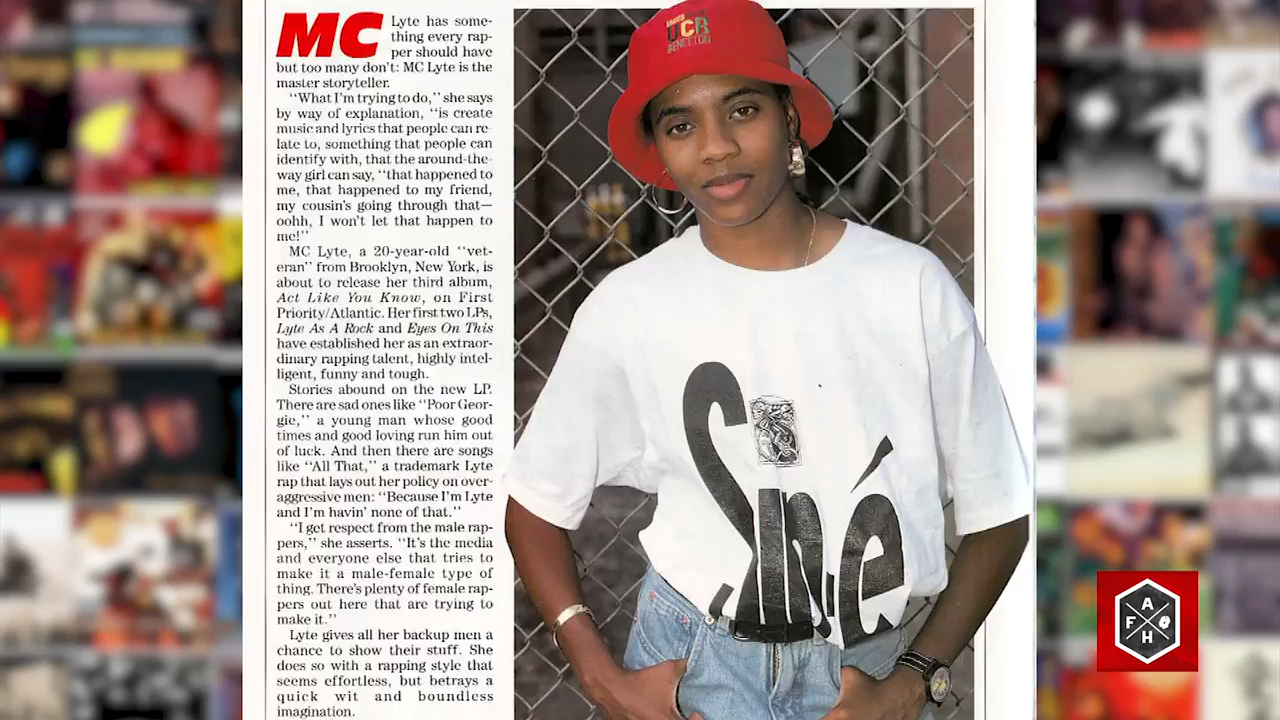 MC Lyte has some-
thing every rap-
per should have
but too many don't: MC Lyte is the
master storyteller.
"What I'm trying to do," she says
by way of explanation, "is create
music and lyrics that people can re-
late to, something that people can
identify with, that the around-the-
way girl can say, "that happened to
me, that happened to my friend,
my cousin's going through that—
oohh, I won't let that happen to
me!"
MC Lyte, a 20-year-old "vet-
eran" from Brooklyn, New York, is
about to release her third album,
Act Like You Know, on First
Priority/Atlantic. Her first two LPs,
Lyte As A Rock and Eyes On This
have established her as an extraor-
dinary rapping talent, highly intel-
ligent, funny and tough.
Stories abound on the new LP.
There are sad ones like "Poor Geor-
gie," a young man whose good
times and good loving run him out
of luck. And then there are songs
like "All That," a trademark Lyte
rap that lays out her policy on over-
aggressive men: "Because I'm Lyte
and I'm havin' none of that."
"I get respect from the male rap-
pers," she asserts. "It's the media
and everyone else that tries to
make it a male-female type of
thing. There's plenty of female rap-
pers out here that are trying to
make it."
Lyte gives all her backup men a
chance to show their stuff. She
does so with a rapping style that
seems effortless, but betrays a
quick wit and boundless
imagination.
UCB
BENETTON
Siné
A
F
H